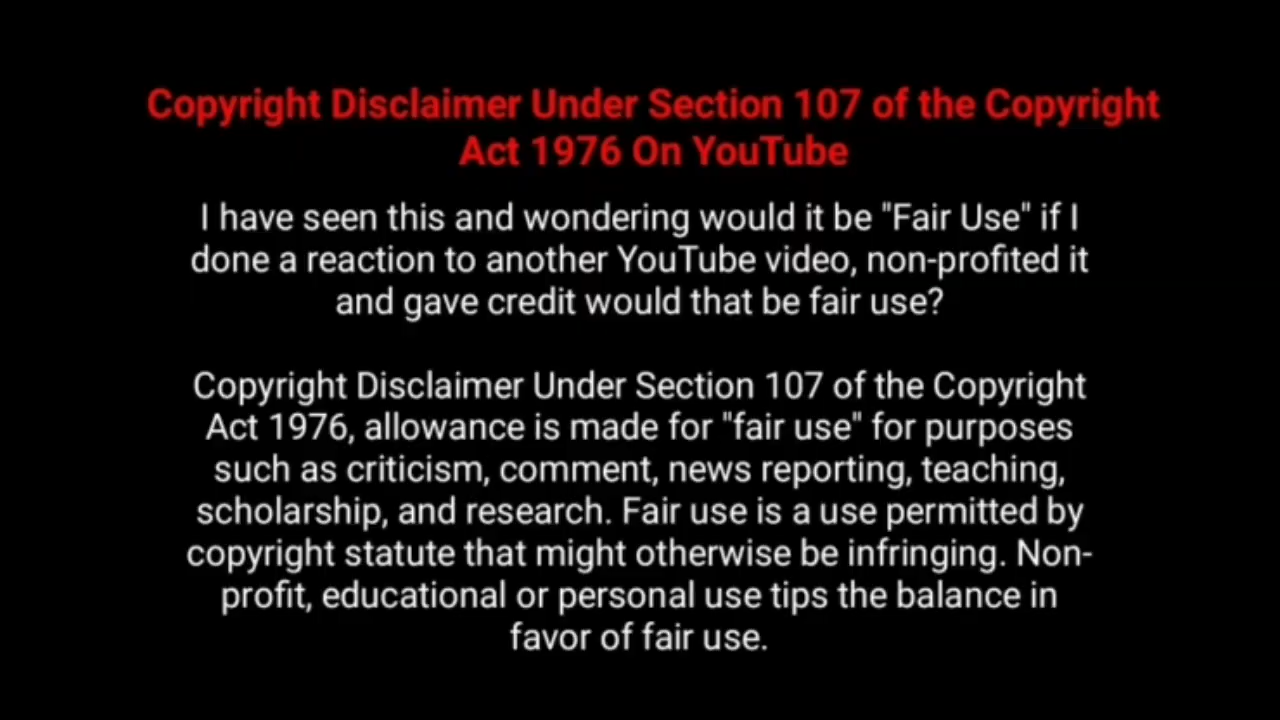 Copyright Disclaimer Under Section 107 of the Copyright
Act 1976 On YouTube
I have seen this and wondering would it be "Fair Use" if I
done a reaction to another YouTube video, non-profited it
and gave credit would that be fair use?
Copyright Disclaimer Under Section 107 of the Copyright
Act 1976, allowance is made for "fair use" for purposes
such as criticism, comment, news reporting, teaching,
scholarship, and research. Fair use is a use permitted by
copyright statute that might otherwise be infringing. Non-
profit, educational or personal use tips the balance in
favor of fair use.